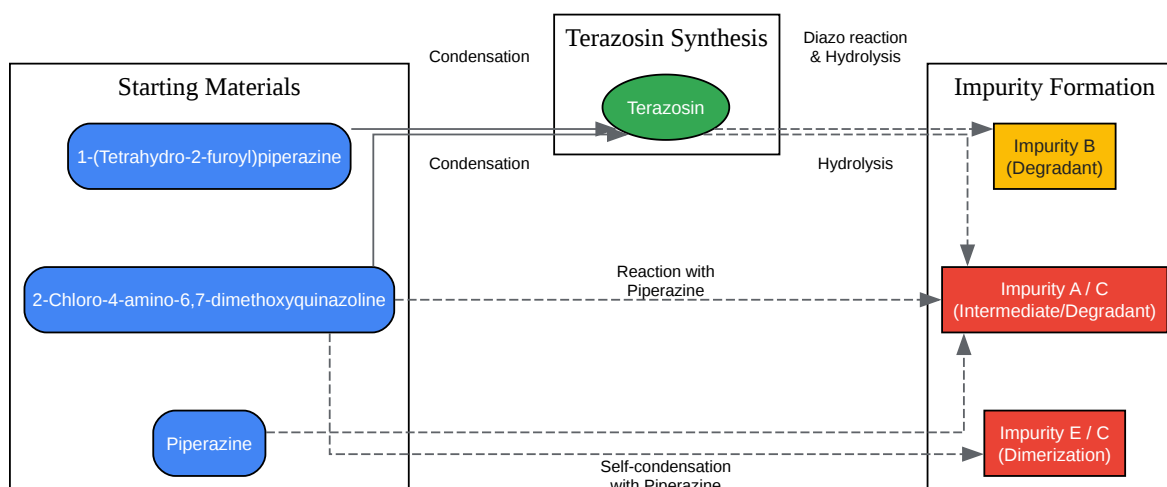 Terazosin Synthesis
Diazo reaction
& Hydrolysis
Condensation
Starting Materials
Impurity Formation
Terazosin
1-(Tetrahydro-2-furoyl)piperazine
Condensation
Hydrolysis
Impurity B
(Degradant)
2-Chloro-4-amino-6,7-dimethoxyquinazoline
Reaction with
Piperazine
Impurity A / C
(Intermediate/Degradant)
Piperazine
Self-condensation
with Piperazine
Impurity E / C
(Dimerization)